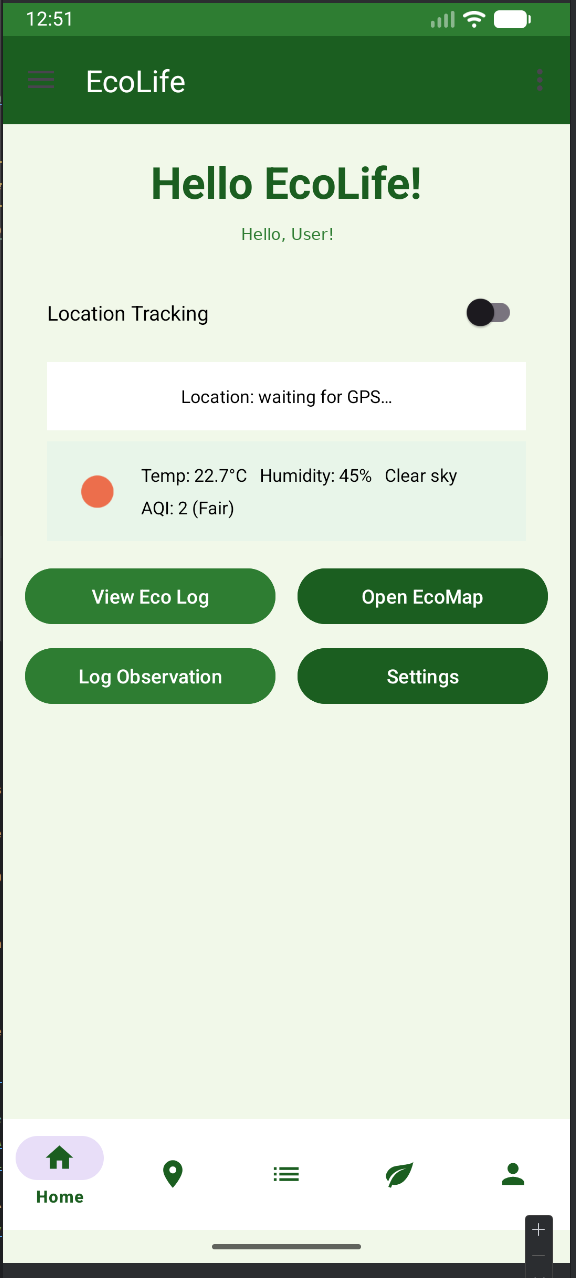 12:51
EcoLife
Hello EcoLife!
Hello, User!
Location Tracking
Location: waiting for GPS…
Temp: 22.7°C Humidity: 45% Clear sky
AQI: 2 (Fair)
View Eco Log Open EcoMap
Log Observation Settings
Home